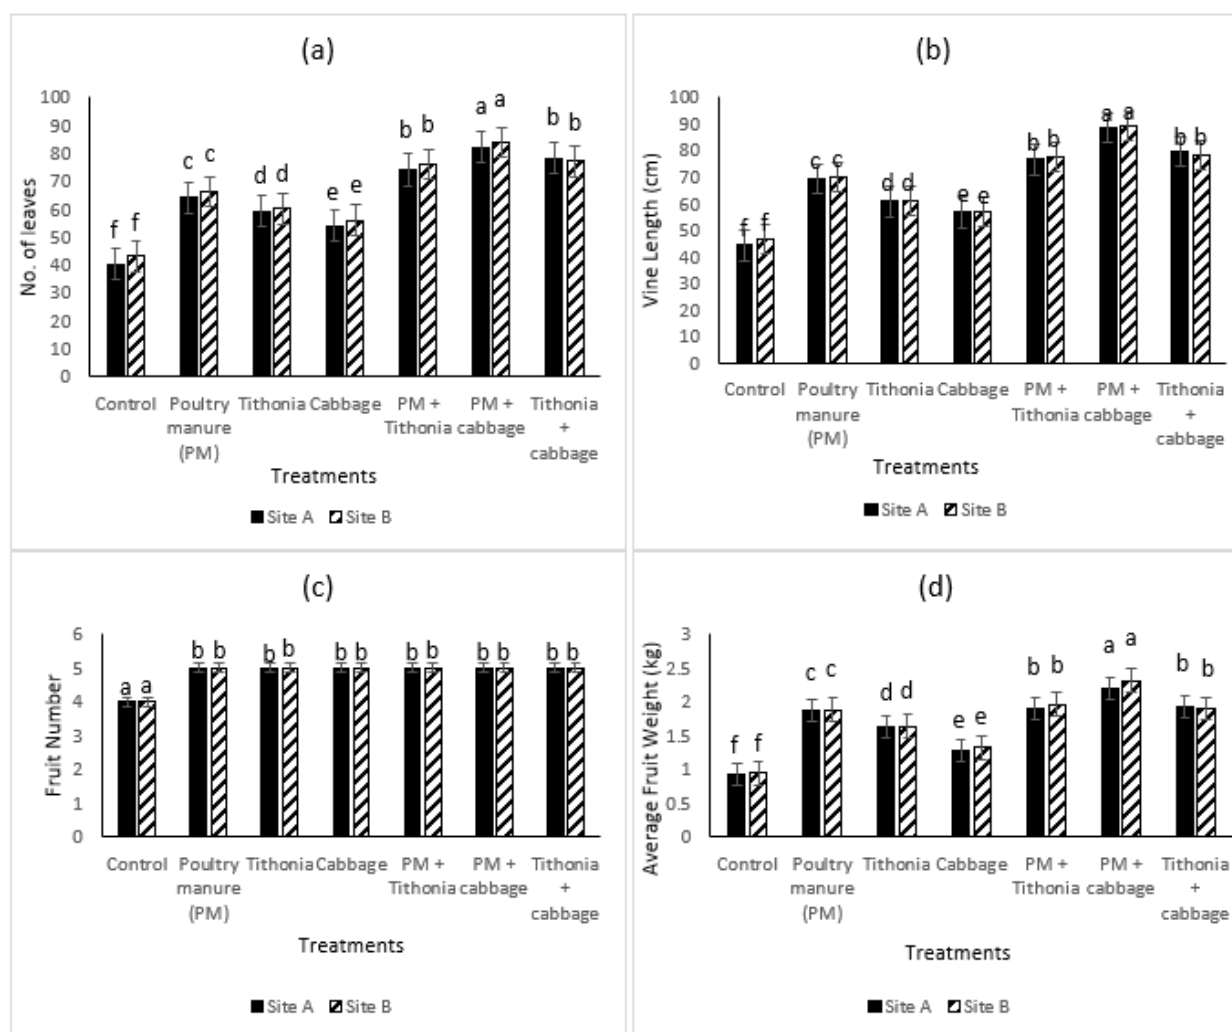 (a)
No. of leaves
100
90
80
70
60
50
40
30
20
10
0
f f c c d d e e b b a a b b
Control Poultry Tithonia Cabbage PM + PM + Tithonia
manure Tithonia cabbage +
(PM) cabbage
Treatments
Site A Site B
(b)
Vine Length (cm)
100
90
80
70
60
50
40
30
20
10
0
f f c c d d e e b b a a b b
Control Poultry Tithonia Cabbage PM + PM + Tithonia
manure Tithonia cabbage +
(PM) cabbage
Treatments
Site A Site B
(c)
Fruit Number
6
5
4
3
2
1
0
a a b b b b b b b b b b b b
Control Poultry Tithonia Cabbage PM + PM + Tithonia
manure Tithonia cabbage +
(PM) cabbage
Treatments
Site A Site B
(d)
Average Fruit Weight (kg)
3
2.5
2
1.5
1
0.5
0
f f c c d d e e b b a a b b
Control Poultry Tithonia Cabbage PM + PM + Tithonia
manure Tithonia cabbage +
(PM) cabbage
Treatments
Site A Site B